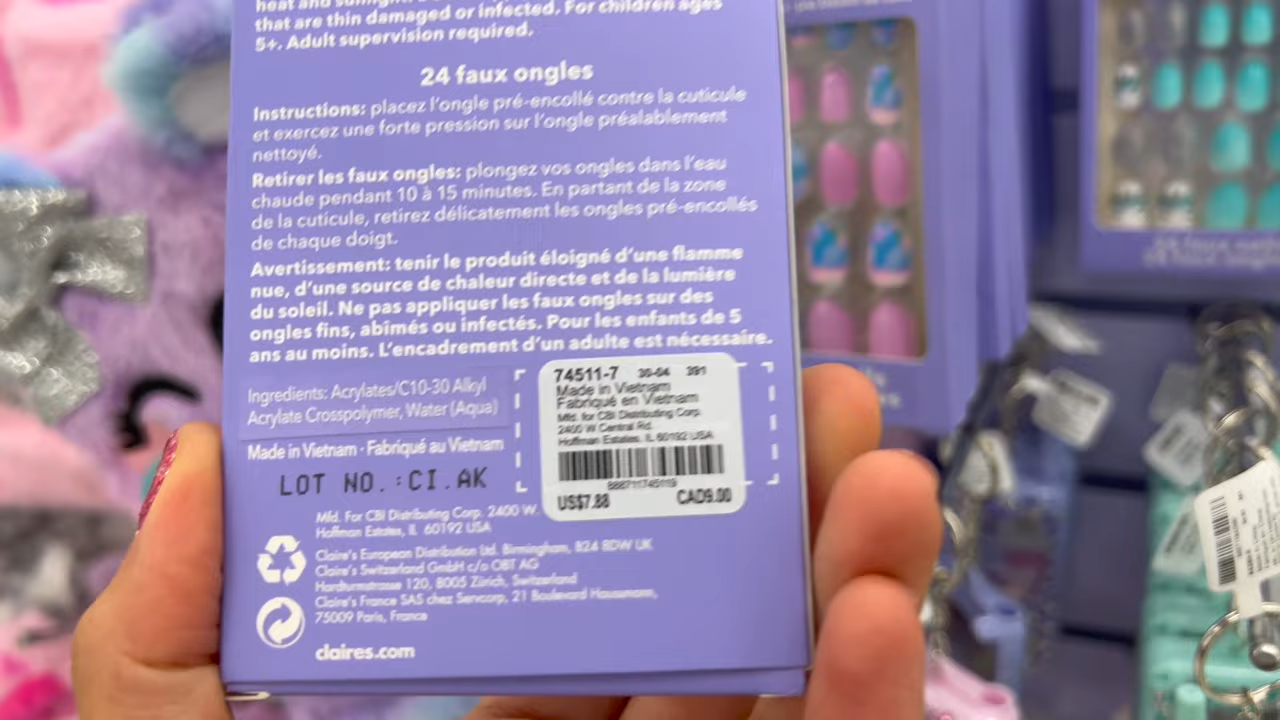 heat and sunlight.
that are thin damaged or infected. For children ages
5+. Adult supervision required.
24 faux ongles
Instructions: placez l'ongle pré-encollé contre la cuticule
et exercez une forte pression sur l'ongle préalablement
nettoyé.
Retirer les faux ongles: plongez vos ongles dans l'eau
chaude pendant 10 à 15 minutes. En partant de la zone
de la cuticule, retirez délicatement les ongles pré-encollés
de chaque doigt.
Avertissement: tenir le produit éloigné d'une flamme
nue, d'une source de chaleur directe et de la lumière
du soleil. Ne pas appliquer les faux ongles sur des
ongles fins, abîmés ou infectés. Pour les enfants de 5
ans au moins. L'encadrement d'un adulte est nécessaire.
Ingredients: Acrylates/C10-30 Alkyl
Acrylate Crosspolymer, Water (Aqua)
Made in Vietnam · Fabriqué au Vietnam
LOT NO.:CI.AK
74511-7 30-04 391
Made in Vietnam
Fabriqué en Vietnam
Mfd. for CBI Distributing Corp.
2400 W Central Rd.
Hoffman Estates, IL 60192 USA
US$7.88 CAD9.00
Mfd. For CBI Distributing Corp. 2400 W.
Hoffman Estates, IL 60192 USA
Claire's European Distribution Ltd. Birmingham, B24 8DW UK
Claire's Switzerland GmbH c/o OBT AG
Hardturmstrasse 120, 8005 Zürich, Switzerland
Claire's France SAS chez Servcorp, 21 Boulevard Haussmann,
75009 Paris, France
claires.com